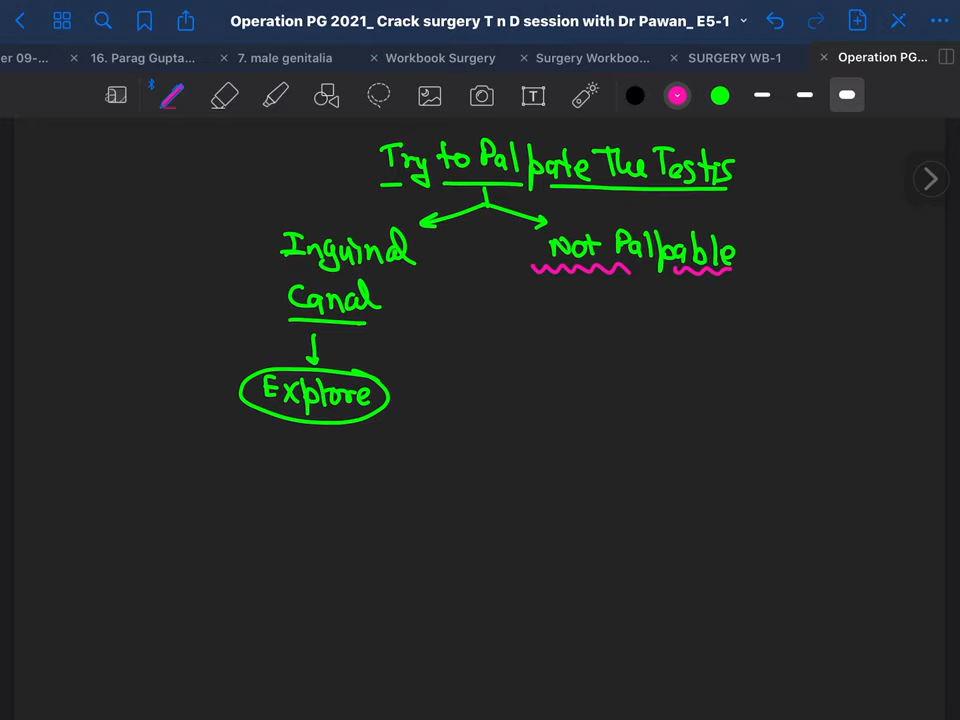 Operation PG 2021_ Crack surgery T n D session with Dr Pawan_ E5-1
er 09-...
16. Parag Gupta...
7. male genitalia
Workbook Surgery
Surgery Workboo...
SURGERY WB-1
Operation PG...
Try to Palpate The Testis
Inguinal
Canal
Not Palpable
Explore